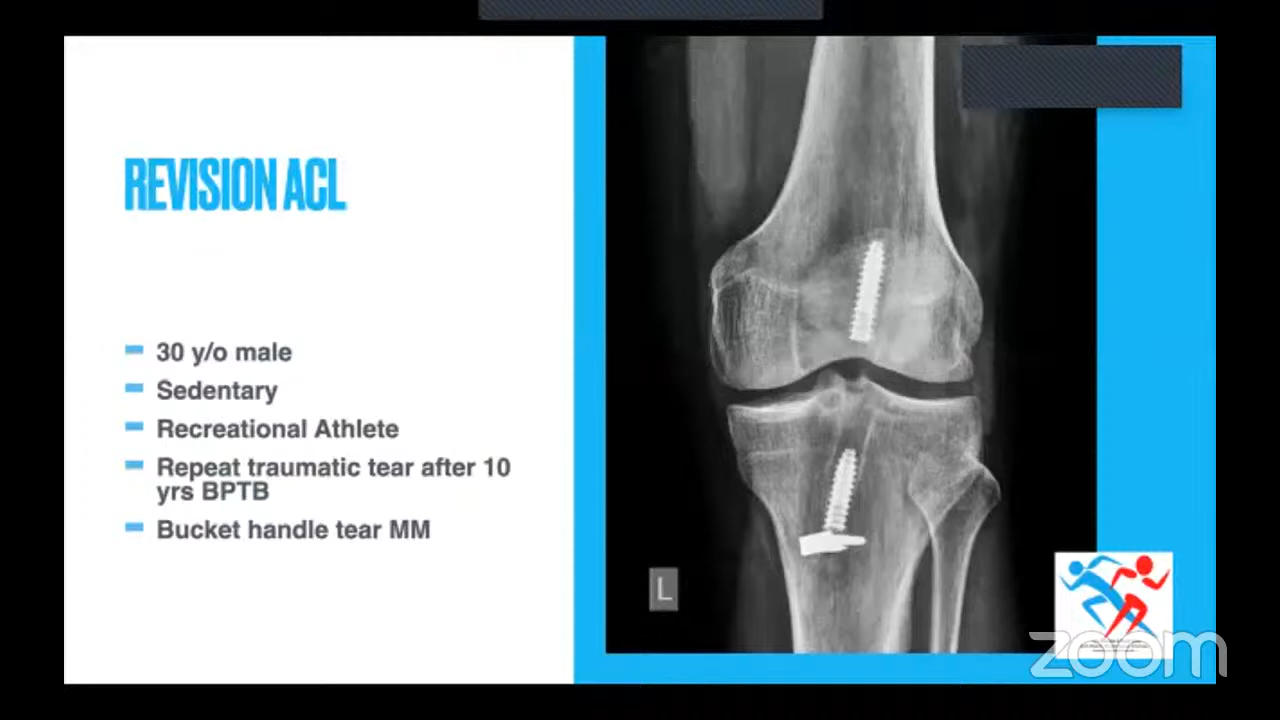 REVISION ACL
30 y/o male
Sedentary
Recreational Athlete
Repeat traumatic tear after 10
yrs BPTB
Bucket handle tear MM
L
zoom